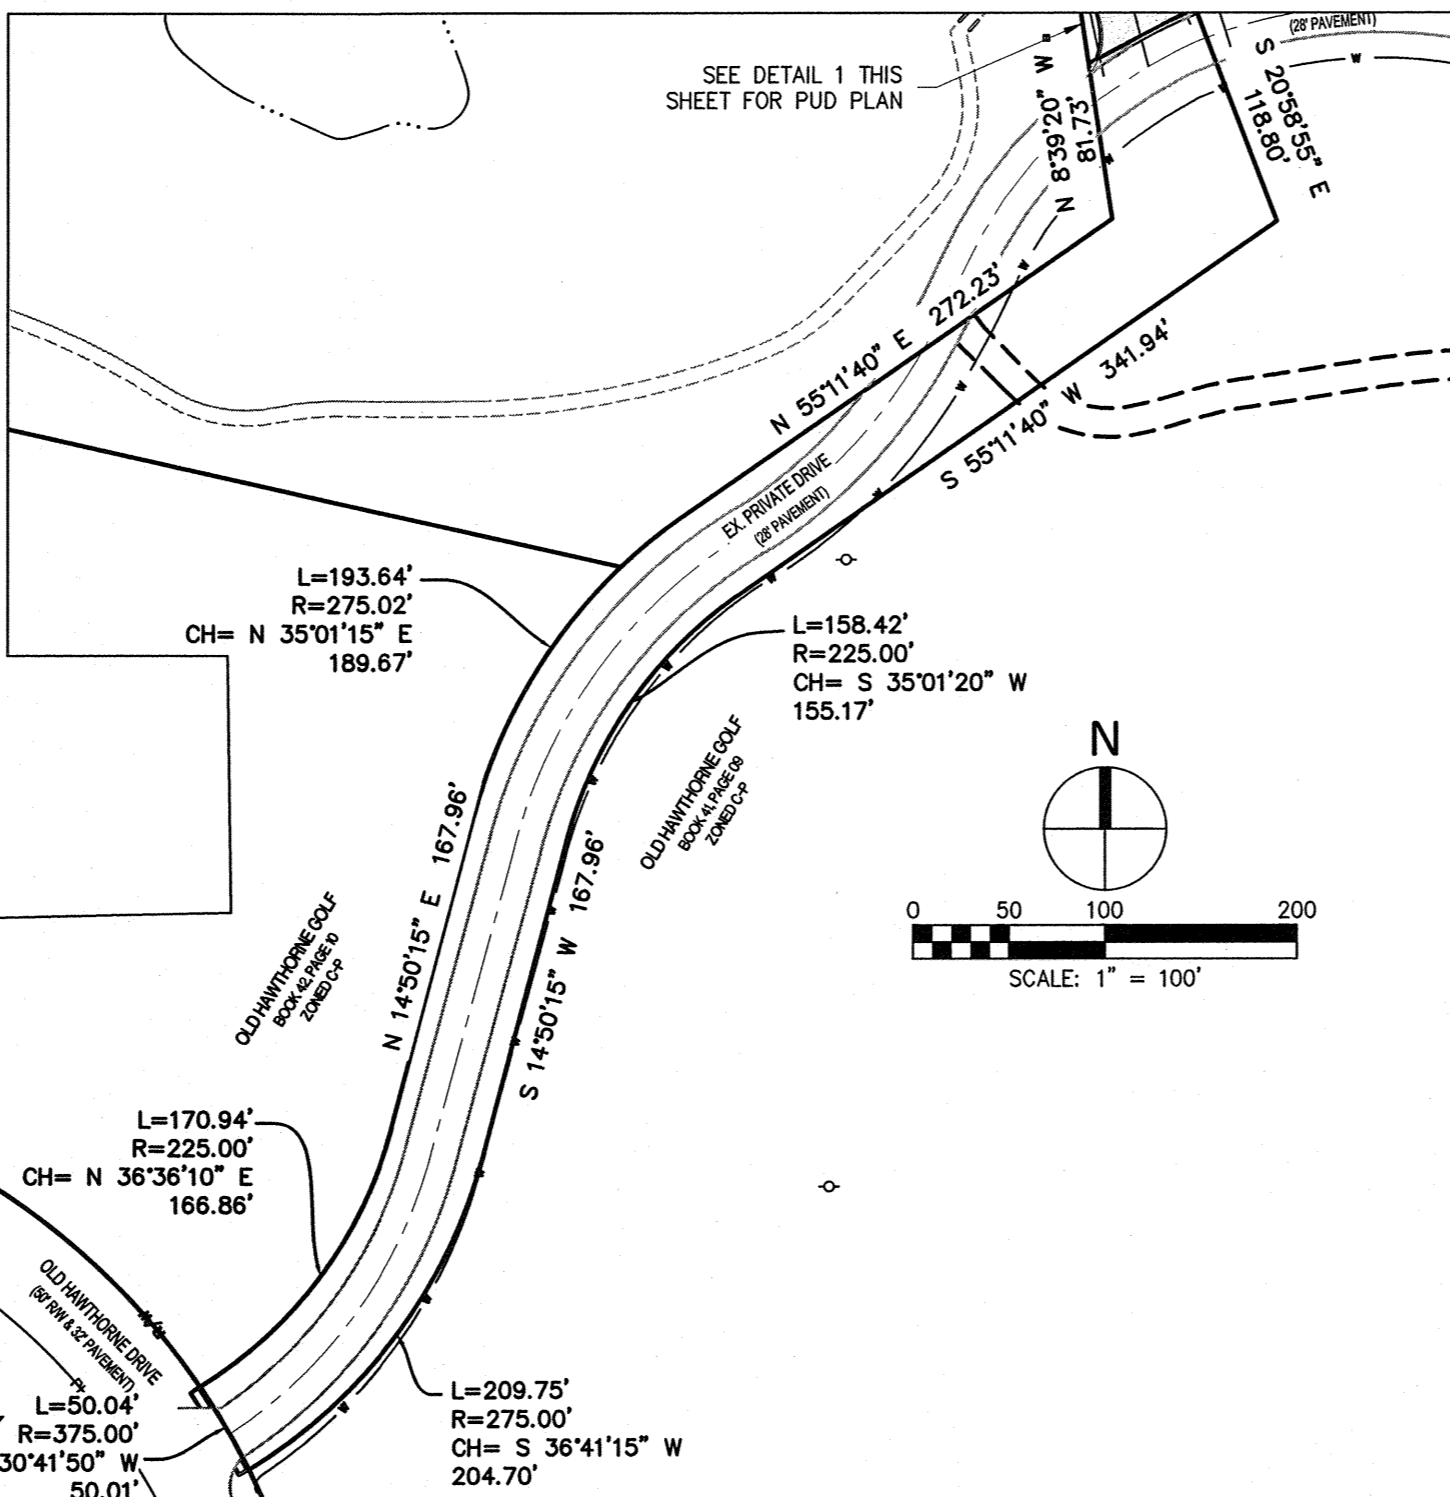 (28' PAVEMENT)
SEE DETAIL 1 THIS
SHEET FOR PUD PLAN
N 8°39'20" W
81.73'
S 20°58'55" E
118.80'
N 55°11'40" E 272.23'
S 55°11'40" W 341.94'
EX. PRIVATE DRIVE
(28' PAVEMENT)
L=193.64'
R=275.02'
CH= N 35°01'15" E
189.67'
L=158.42'
R=225.00'
CH= S 35°01'20" W
155.17'
OLD HAWTHORNE GOLF
BOOK 41, PAGE 09
ZONED C-P
N
0 50 100 200
SCALE: 1" = 100'
N 14°50'15" E 167.96'
S 14°50'15" W 167.96'
OLD HAWTHORNE GOLF
BOOK 42, PAGE 10
ZONED C-P
L=170.94'
R=225.00'
CH= N 36°36'10" E
166.86'
OLD HAWTHORNE DRIVE
(50' R/W & 32' PAVEMENT)
L=50.04'
R=375.00'
30°41'50" W
50.01'
L=209.75'
R=275.00'
CH= S 36°41'15" W
204.70'
W
W
W
W
W
W
W
W
W
W
W
W
W
W